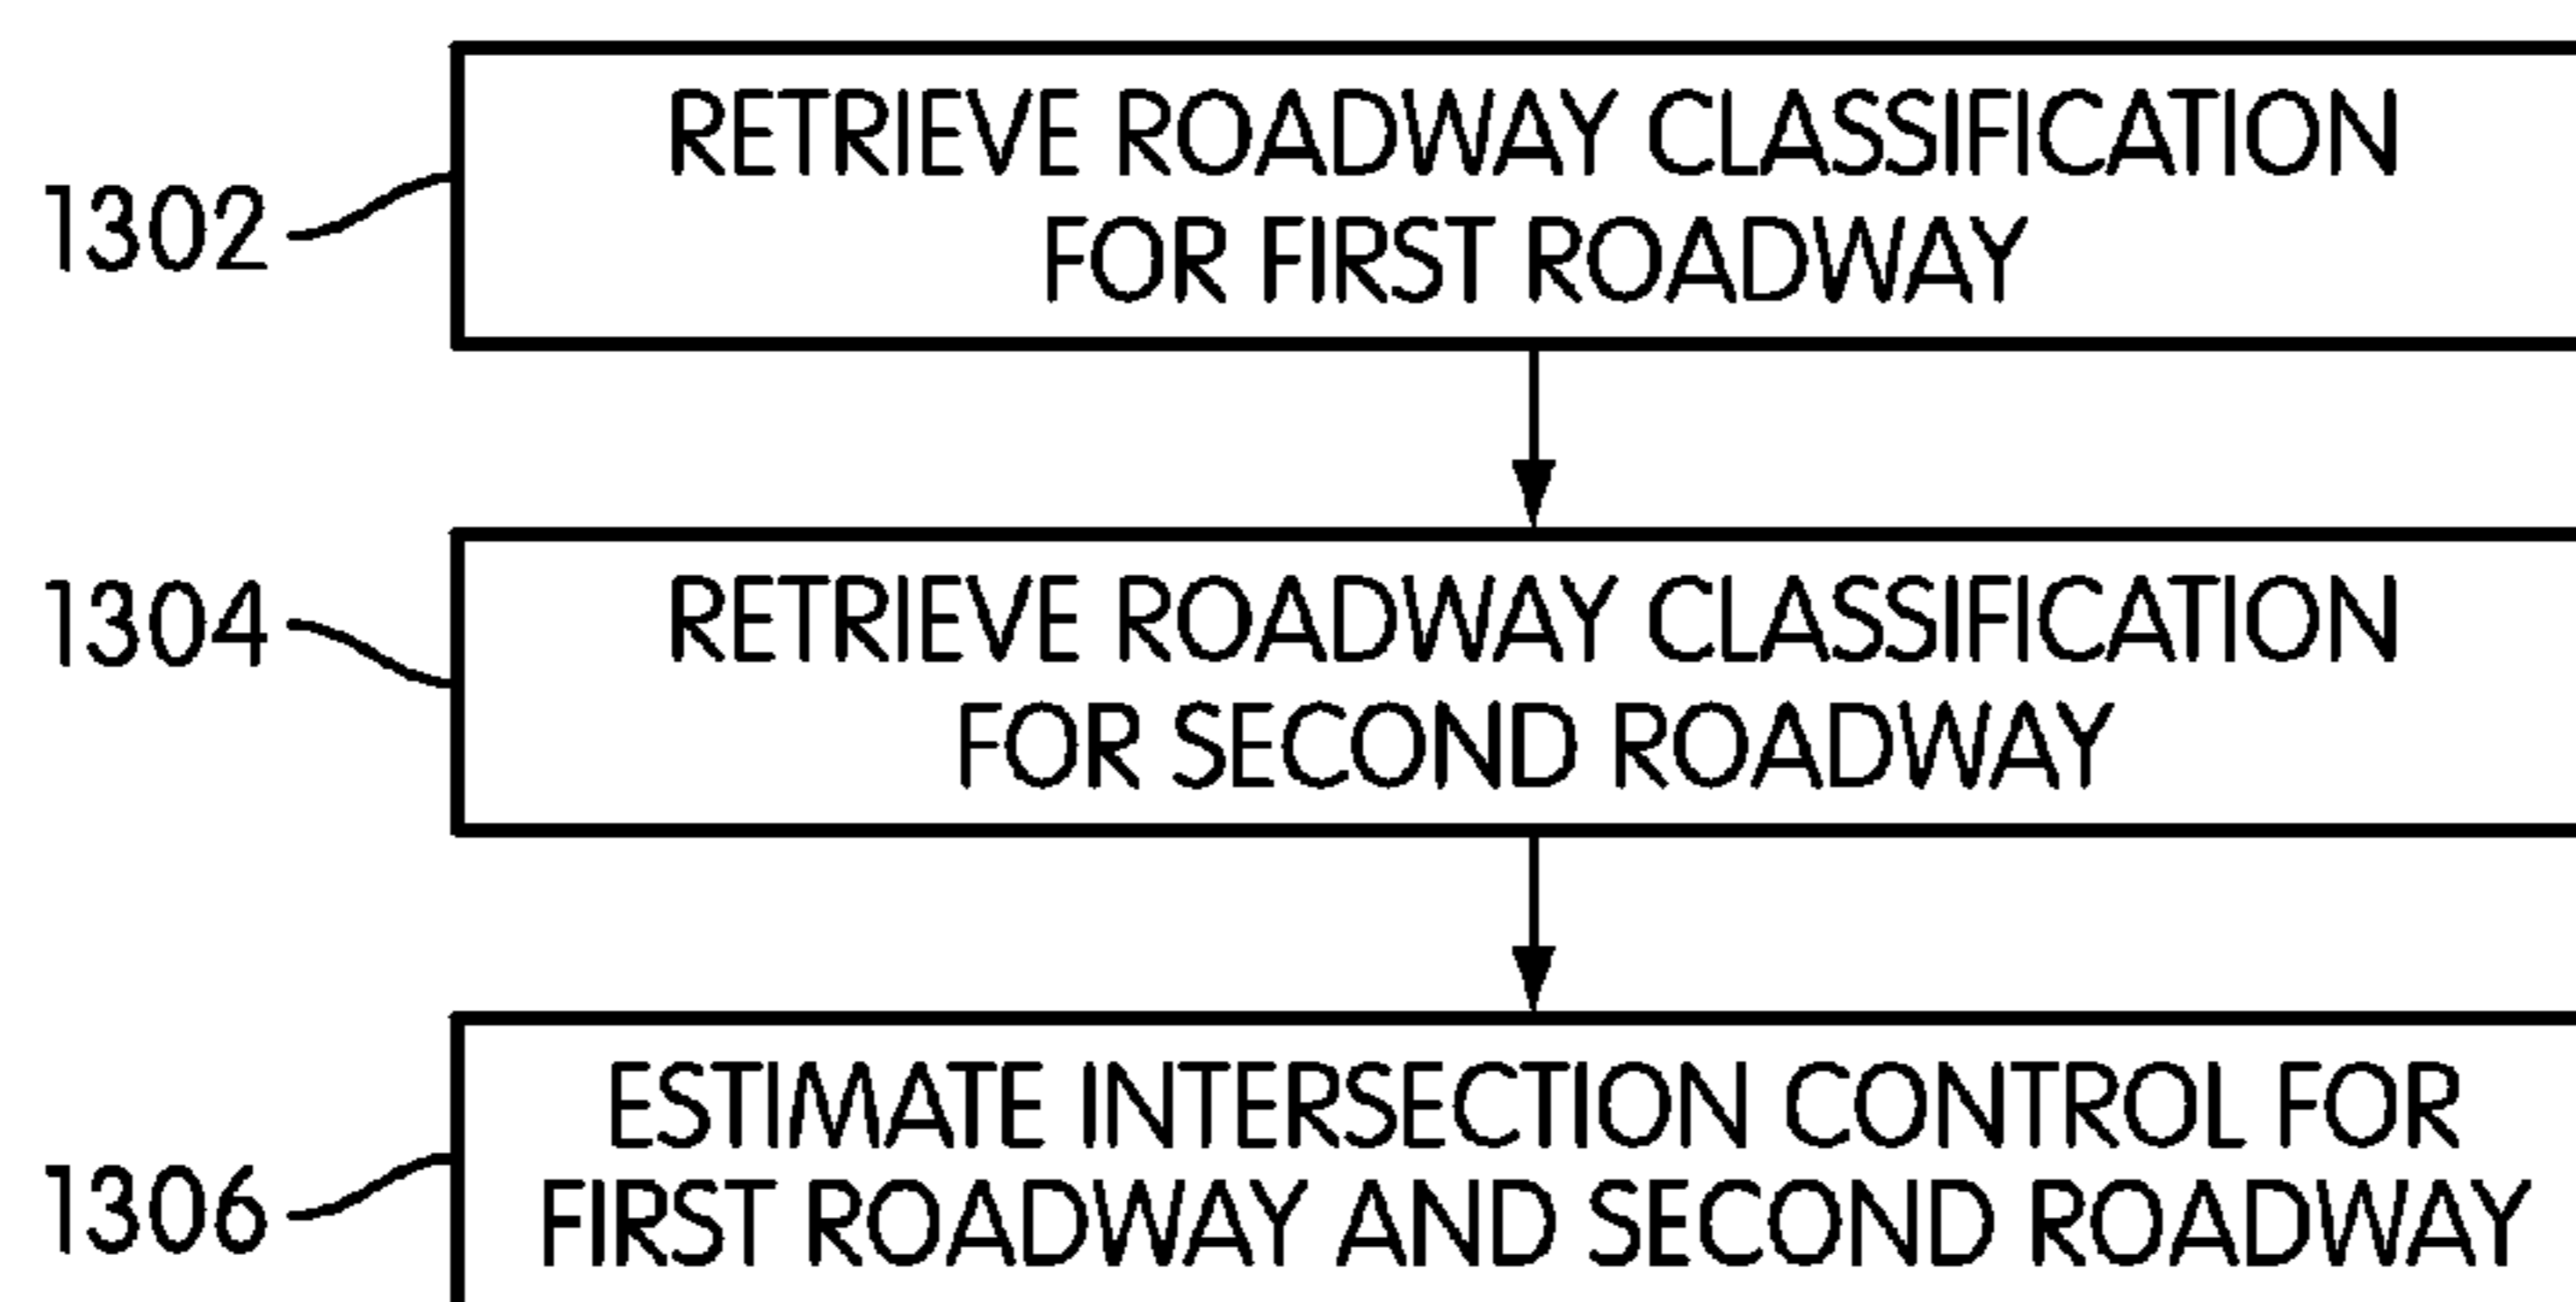 1302
RETRIEVE ROADWAY CLASSIFICATION
FOR FIRST ROADWAY
1304
RETRIEVE ROADWAY CLASSIFICATION
FOR SECOND ROADWAY
1306
ESTIMATE INTERSECTION CONTROL FOR
FIRST ROADWAY AND SECOND ROADWAY